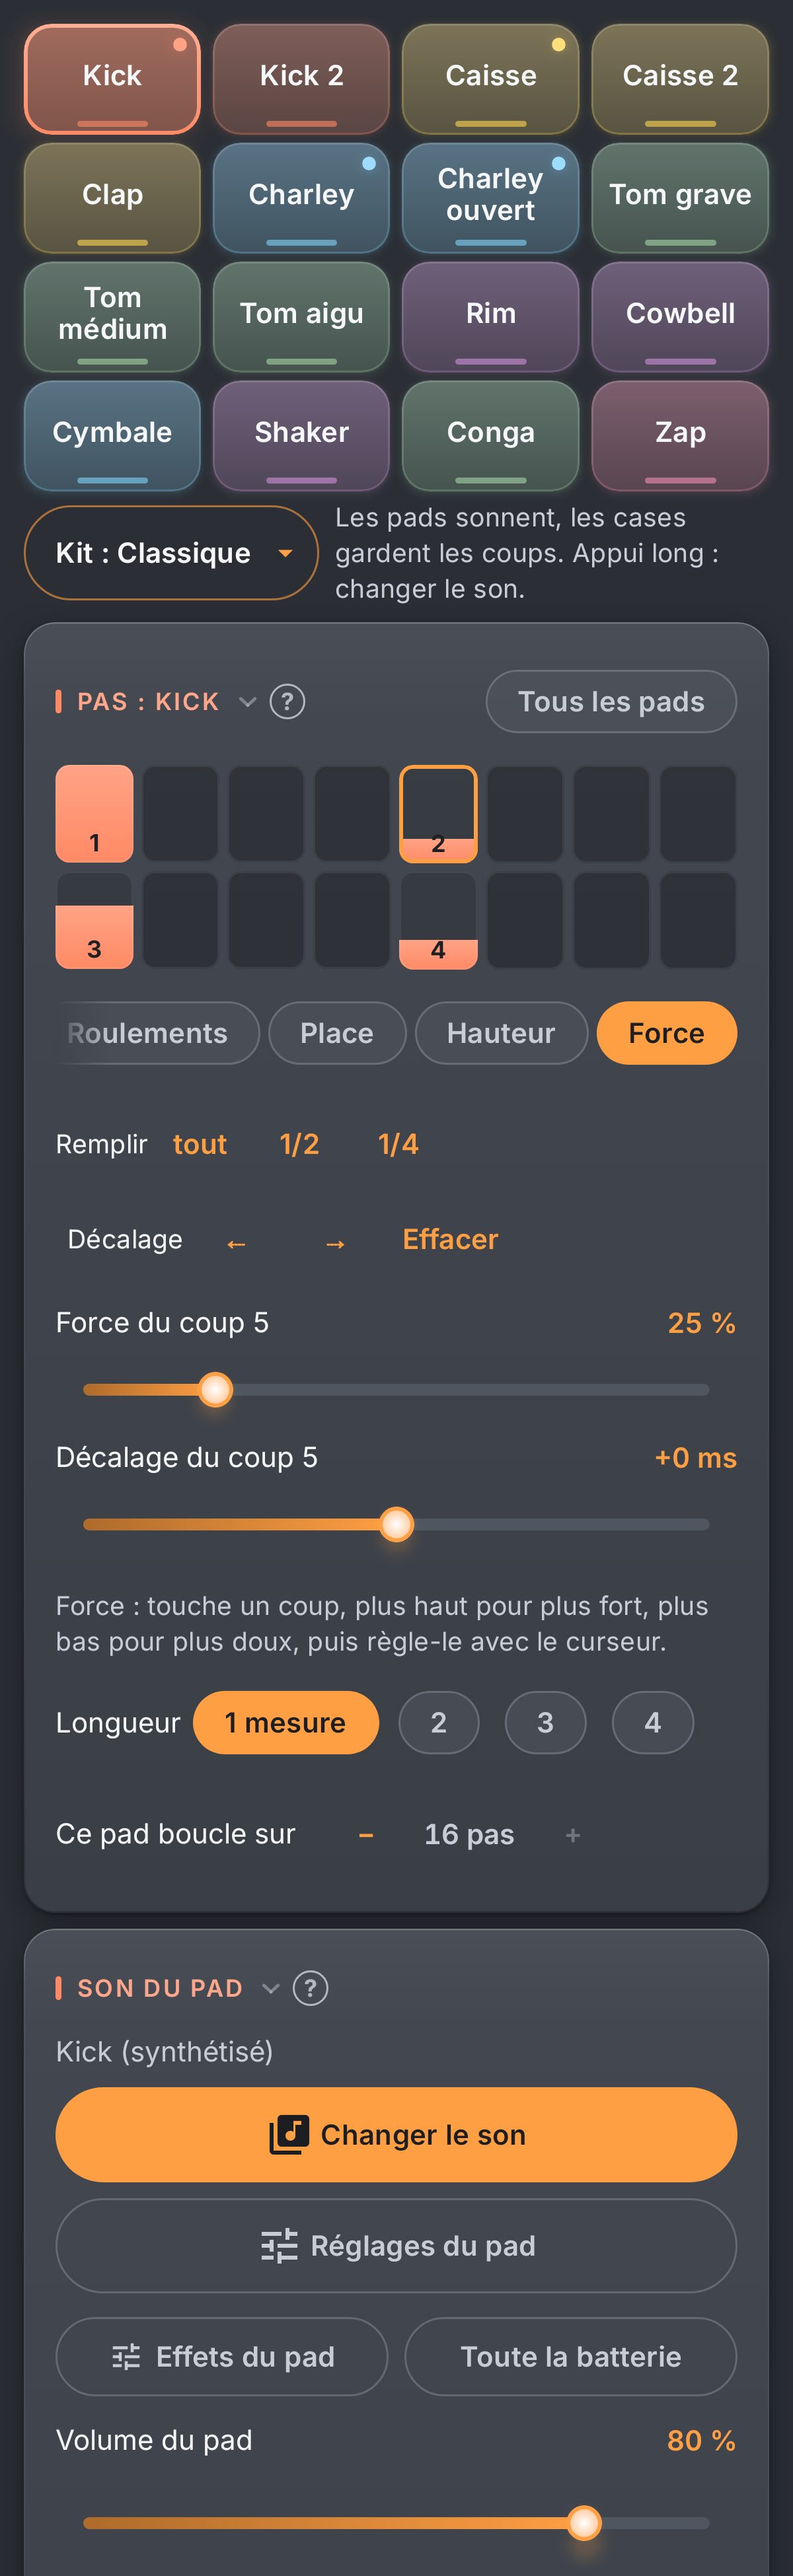 Kick
Kick 2
Caisse
Caisse 2
Clap
Charley
Charley
ouvert
Tom grave
Tom
médium
Tom aigu
Rim
Cowbell
Cymbale
Shaker
Conga
Zap
Kit : Classique
Les pads sonnent, les cases
gardent les coups. Appui long :
changer le son.
PAS : KICK
?
Tous les pads
1
2
3
4
Roulements
Place
Hauteur
Force
Remplir tout 1/2 1/4
Décalage ← → Effacer
Force du coup 5 25 %
Décalage du coup 5 +0 ms
Force : touche un coup, plus haut pour plus fort, plus
bas pour plus doux, puis règle-le avec le curseur.
Longueur 1 mesure 2 3 4
Ce pad boucle sur − 16 pas +
SON DU PAD
?
Kick (synthétisé)
Changer le son
Réglages du pad
Effets du pad
Toute la batterie
Volume du pad 80 %